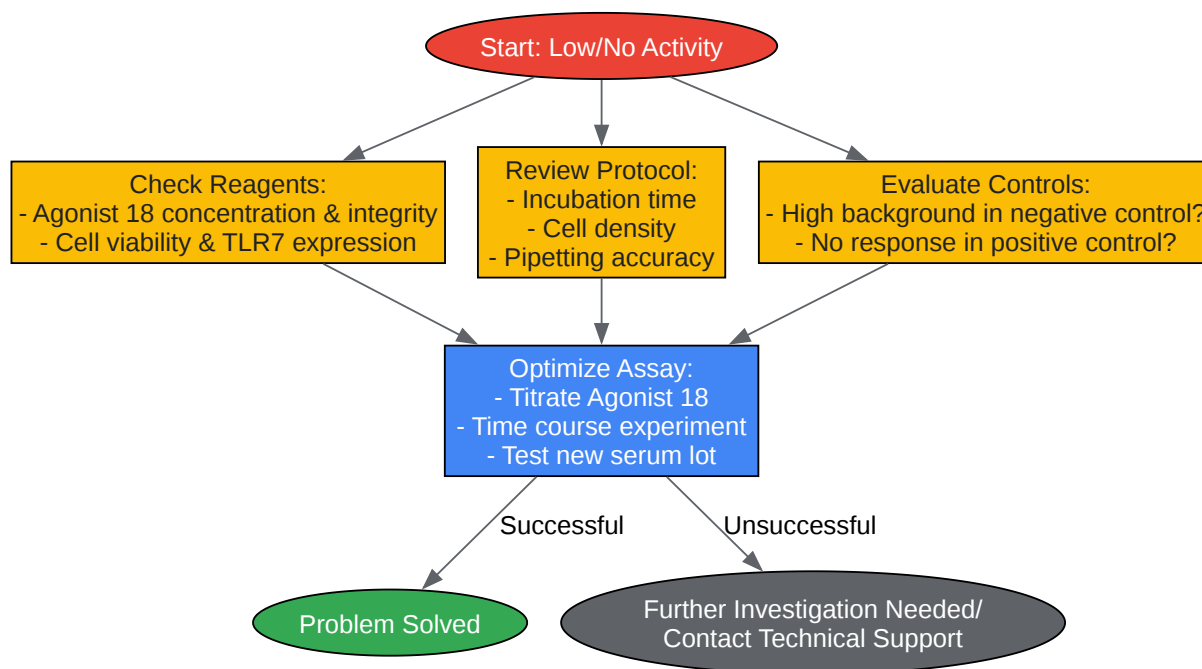 Start: Low/No Activity
Check Reagents:
- Agonist 18 concentration & integrity
- Cell viability & TLR7 expression
Review Protocol:
- Incubation time
- Cell density
- Pipetting accuracy
Evaluate Controls:
- High background in negative control?
- No response in positive control?
Optimize Assay:
- Titrate Agonist 18
- Time course experiment
- Test new serum lot
Successful
Unsuccessful
Problem Solved
Further Investigation Needed/
Contact Technical Support